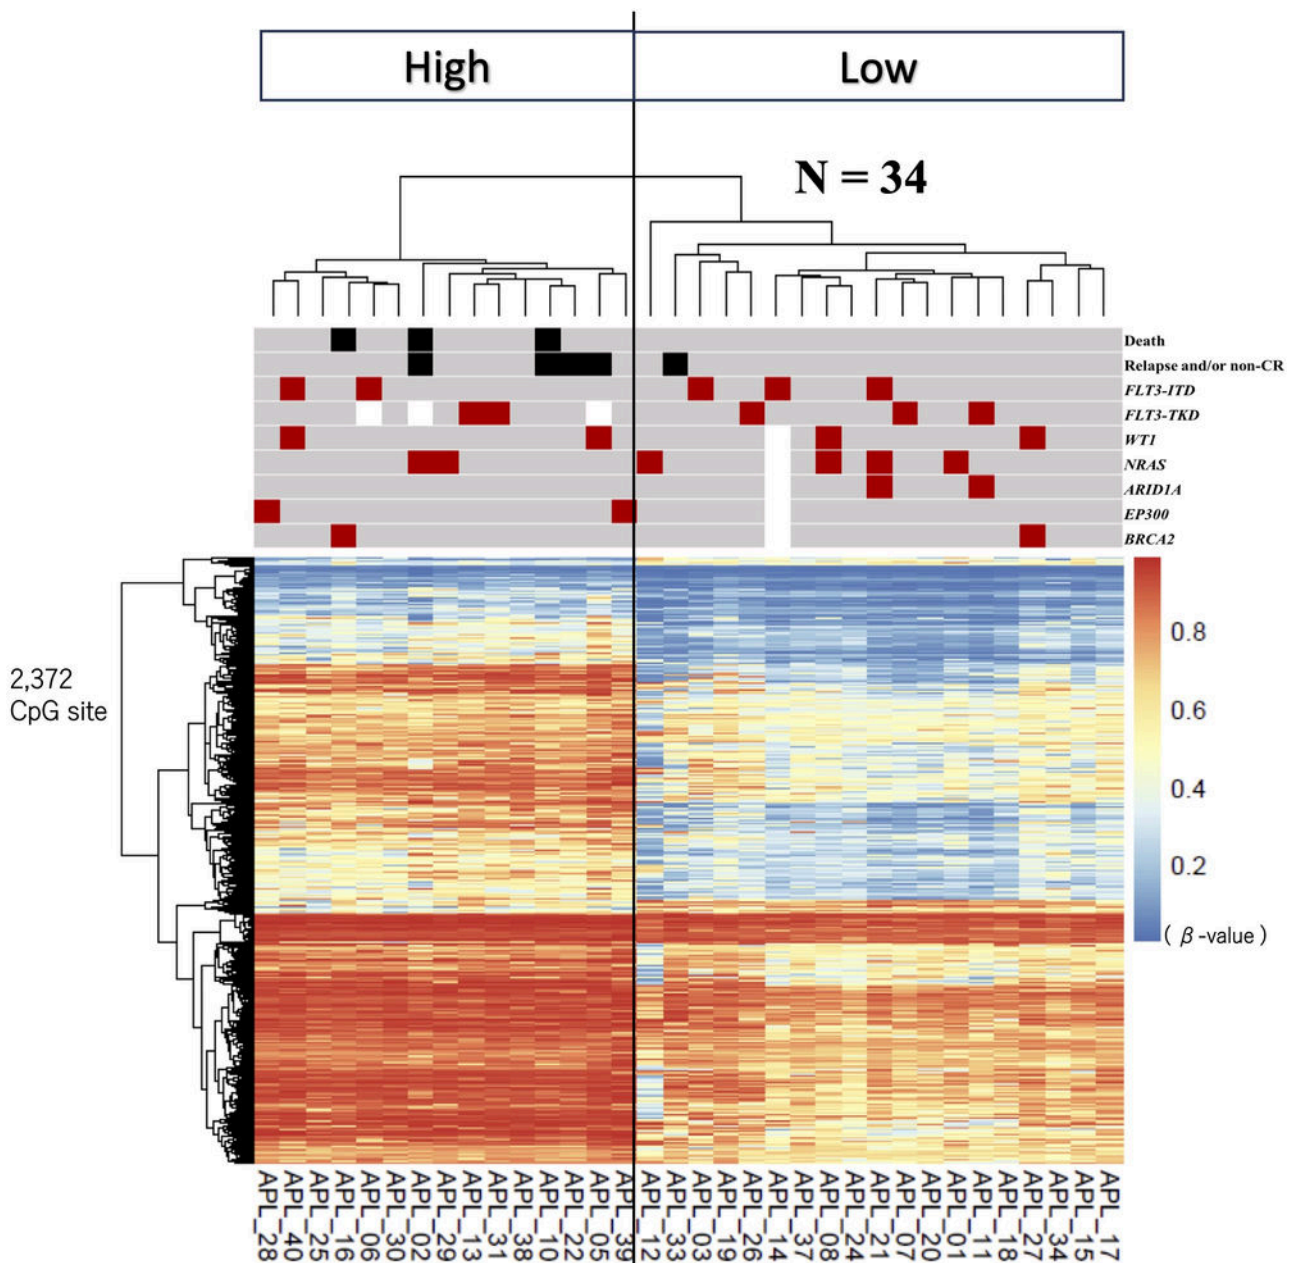 High
Low
N = 34
Death
Relapse and/or non-CR
FLT3-ITD
FLT3-TKD
WT1
NRAS
ARID1A
EP300
BRCA2
2,372
CpG site
0.8
0.6
0.4
0.2
( β-value )
APL_28
APL_40
APL_25
APL_16
APL_06
APL_30
APL_02
APL_29
APL_13
APL_31
APL_38
APL_10
APL_22
APL_05
APL_39
APL_12
APL_33
APL_03
APL_19
APL_26
APL_14
APL_37
APL_08
APL_24
APL_21
APL_07
APL_20
APL_01
APL_11
APL_18
APL_27
APL_34
APL_15
APL_17